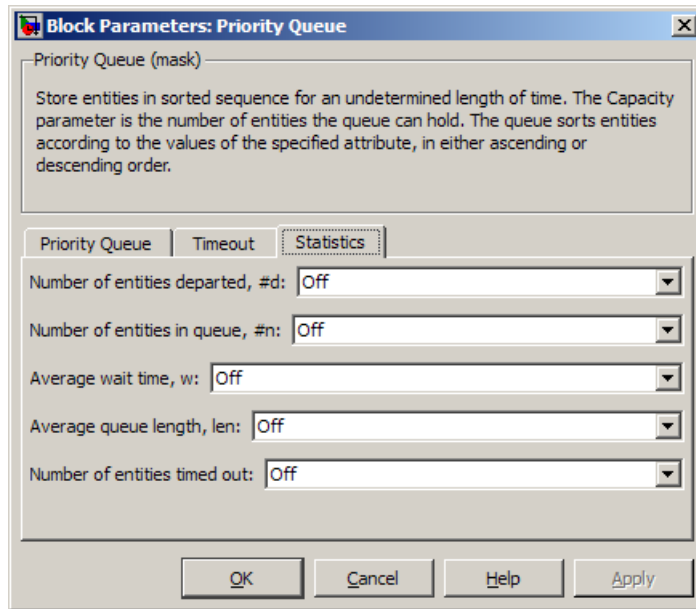 Block Parameters: Priority Queue
Priority Queue (mask)
Store entities in sorted sequence for an undetermined length of time. The Capacity
parameter is the number of entities the queue can hold. The queue sorts entities
according to the values of the specified attribute, in either ascending or
descending order.
Priority Queue Timeout Statistics
Number of entities departed, #d: Off
Number of entities in queue, #n: Off
Average wait time, w: Off
Average queue length, len: Off
Number of entities timed out: Off
OK Cancel Help Apply